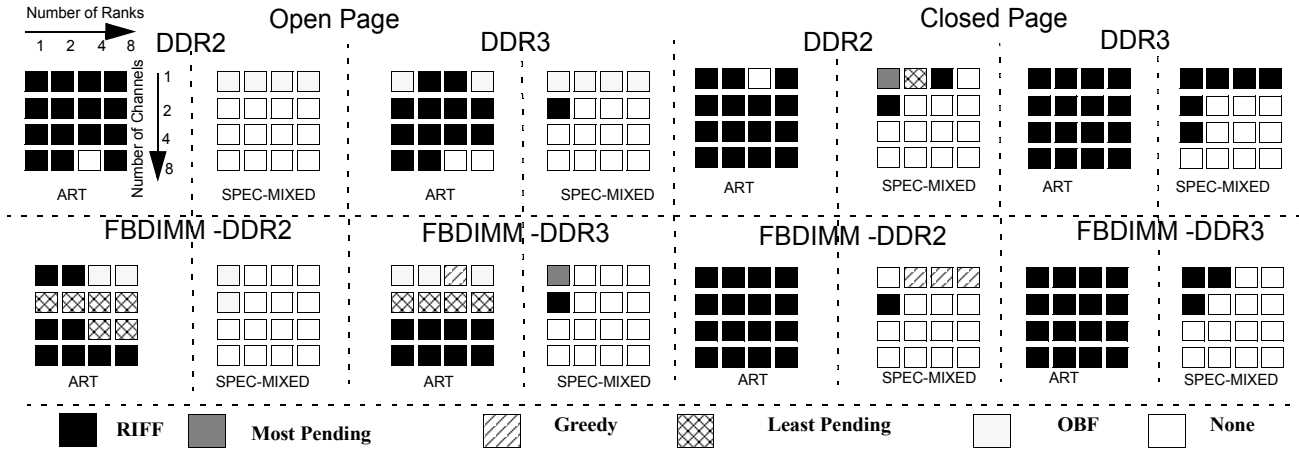 Number of Ranks
Open Page
Closed Page
1 2 4 8
DDR2
DDR3
DDR2
DDR3
Number of Channels
1
2
4
8
ART
SPEC-MIXED
ART
SPEC-MIXED
ART
SPEC-MIXED
ART
SPEC-MIXED
FBDIMM -DDR2
FBDIMM -DDR3
FBDIMM -DDR2
FBDIMM -DDR3
ART
SPEC-MIXED
ART
SPEC-MIXED
ART
SPEC-MIXED
ART
SPEC-MIXED
RIFF
Most Pending
Greedy
Least Pending
OBF
None